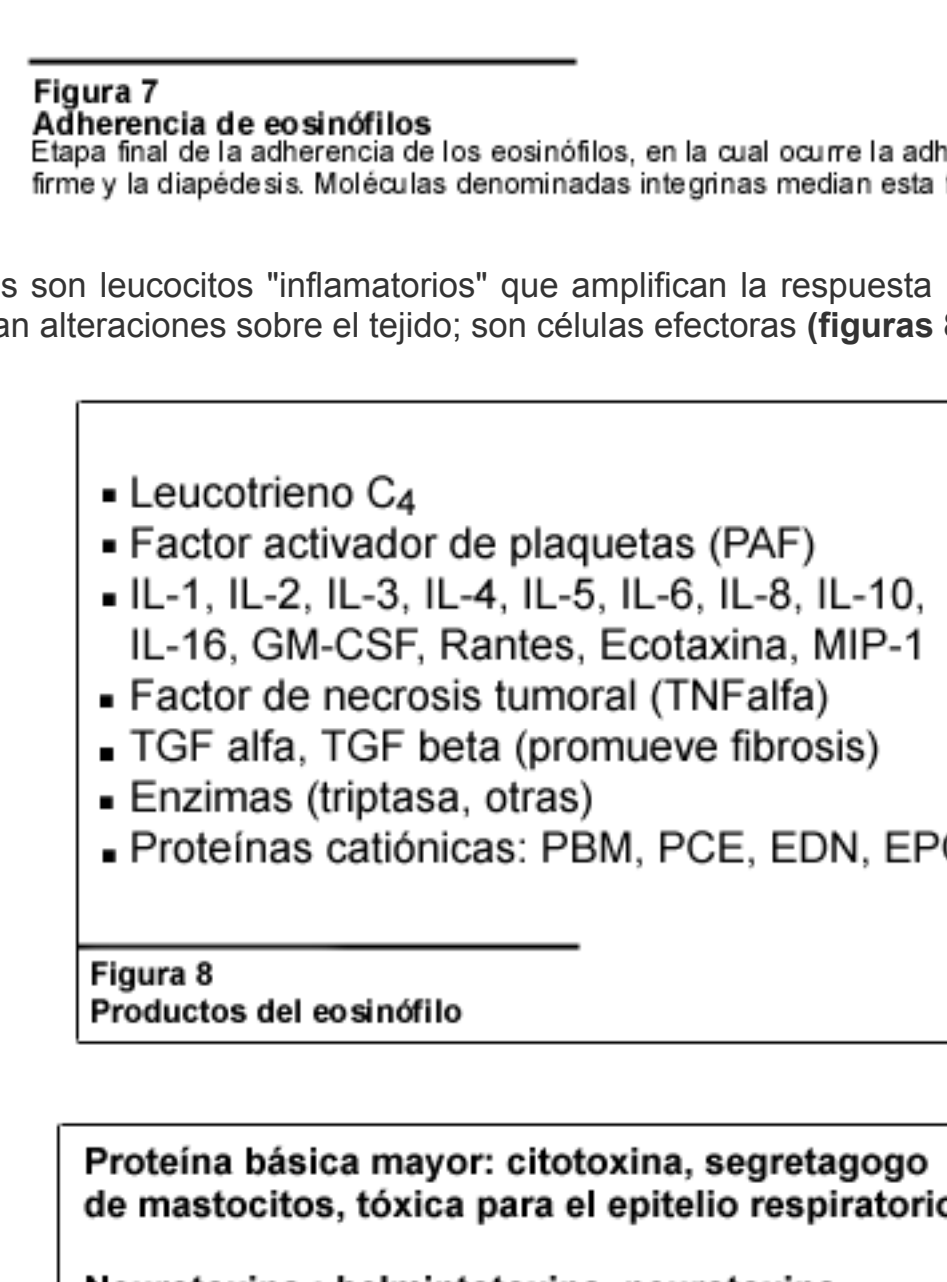 Figura 7
Adherencia de eosinófilos
Etapa final de la adherencia de los eosinófilos, en la cual ocurre la adh
firme y la diapédesis. Moléculas denominadas integrinas median esta
s son leucocitos "inflamatorios" que amplifican la respuesta
an alteraciones sobre el tejido; son células efectoras (figuras 8
▪ Leucotrieno C4
▪ Factor activador de plaquetas (PAF)
▪ IL-1, IL-2, IL-3, IL-4, IL-5, IL-6, IL-8, IL-10,
IL-16, GM-CSF, Rantes, Ecotaxina, MIP-1
▪ Factor de necrosis tumoral (TNFalfa)
▪ TGF alfa, TGF beta (promueve fibrosis)
▪ Enzimas (triptasa, otras)
▪ Proteínas catiónicas: PBM, PCE, EDN, EP
Figura 8
Productos del eosinófilo
Proteína básica mayor: citotoxina, segretagogo
de mastocitos, tóxica para el epitelio respiratorio